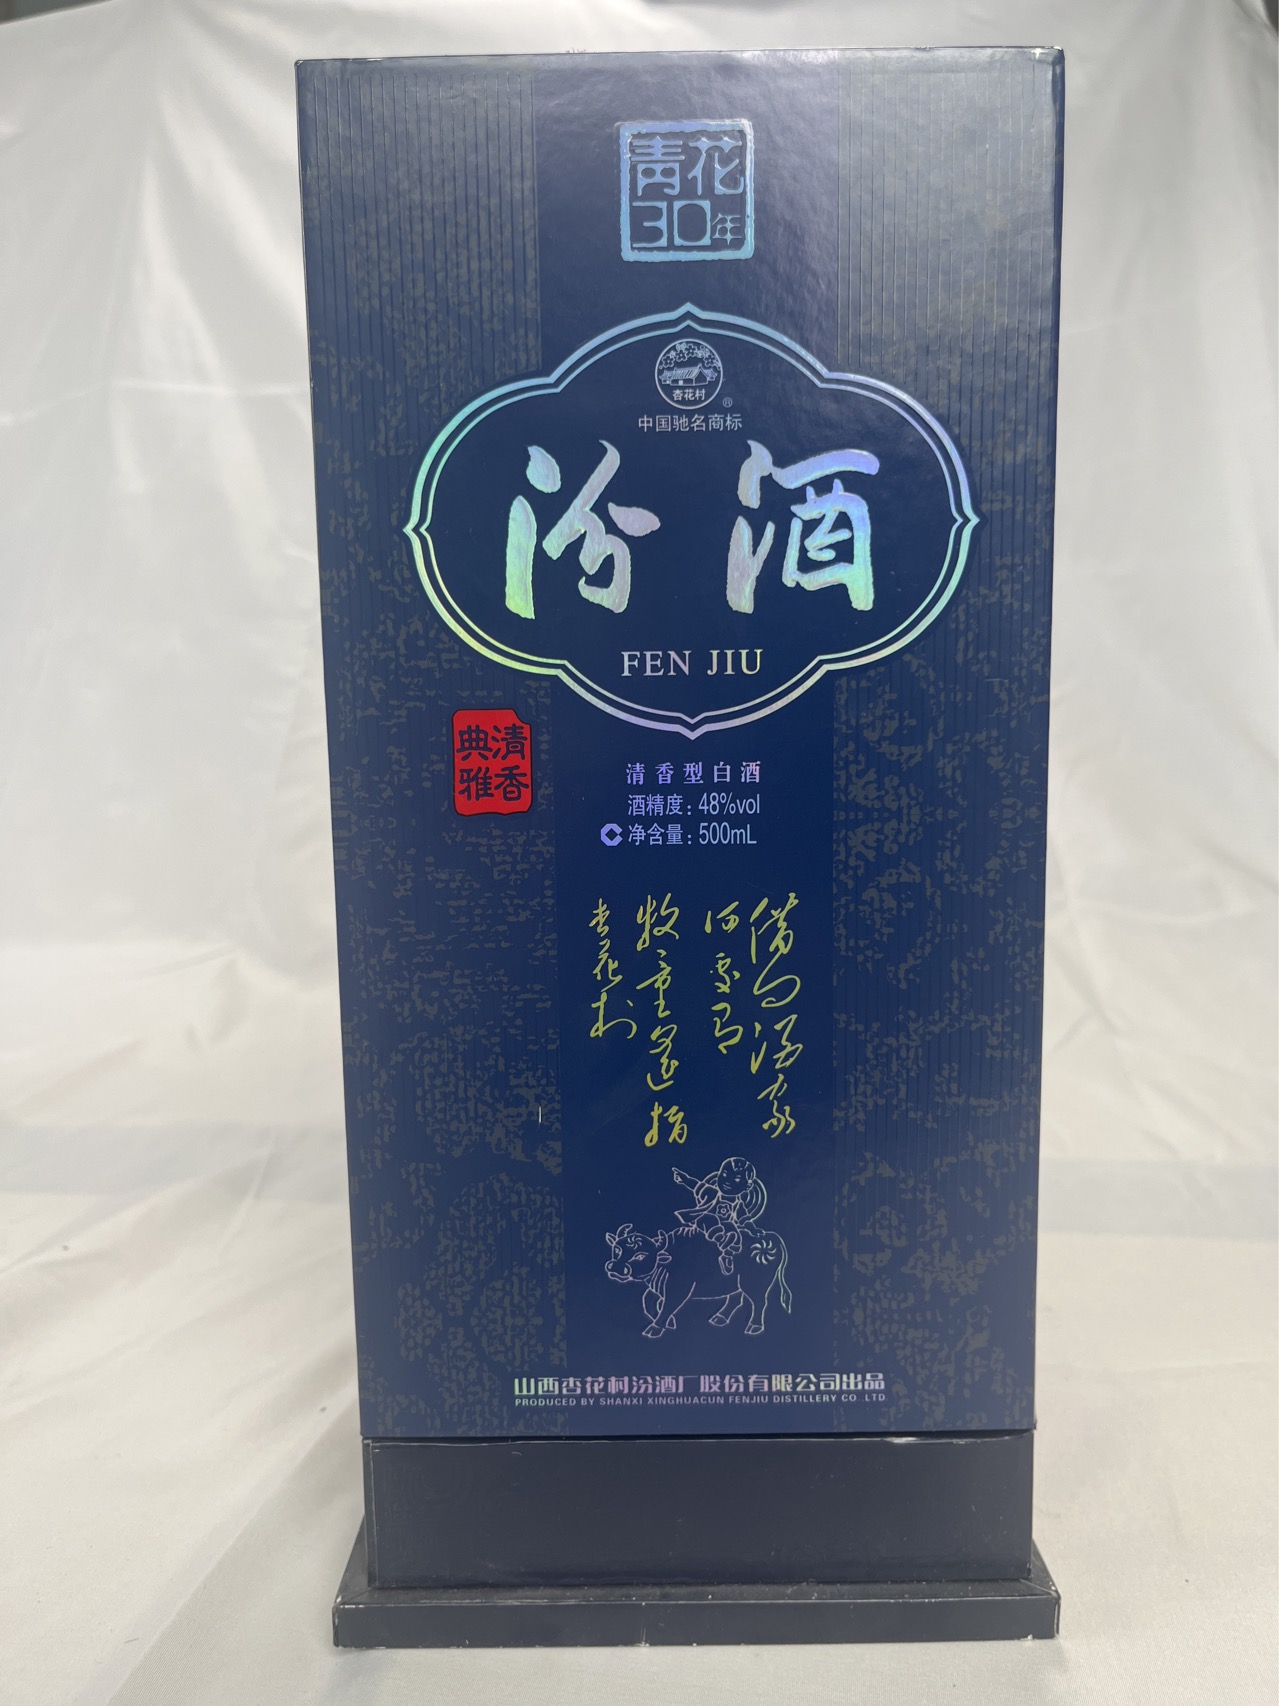 青花
30年
杏花村
®
中国驰名商标
汾酒
FEN JIU
清香
典雅
清香型白酒
酒精度：48%vol
净含量：500mL
借问酒家
何处有
牧童遥指
杏花村
山西杏花村汾酒厂股份有限公司出品
PRODUCED BY SHANXI XINGHUACUN FENJIU DISTILLERY CO .LTD.